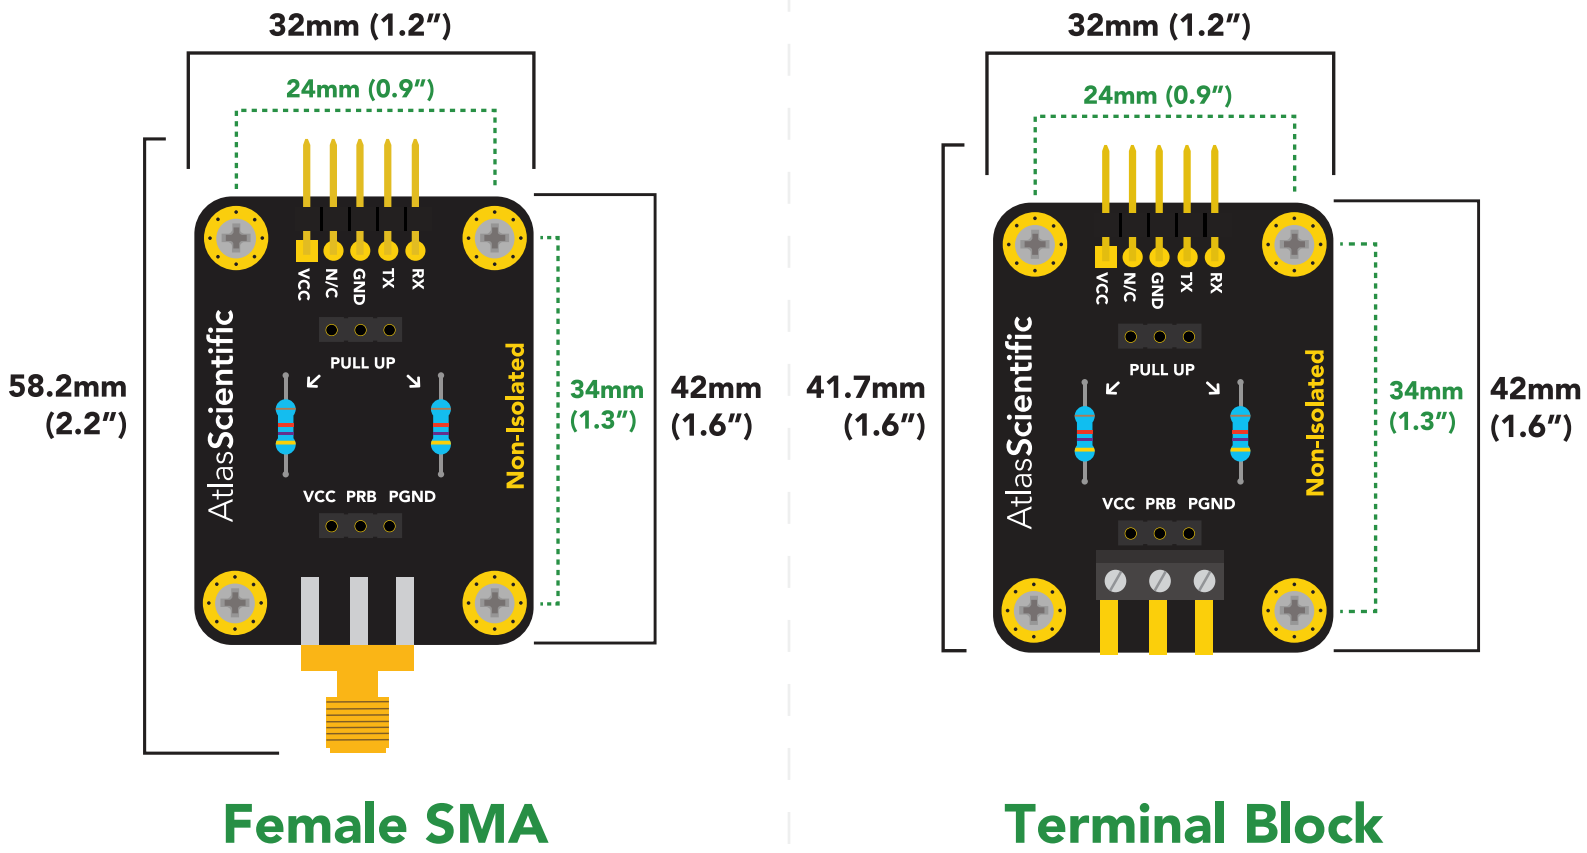 32mm (1.2”)
24mm (0.9”)
VCC
N/C
GND
TX
RX
PULL UP
AtlasScientific
Non-Isolated
58.2mm
(2.2”)
34mm
(1.3”)
42mm
(1.6”)
VCC PRB PGND
Female SMA
32mm (1.2”)
24mm (0.9”)
VCC
N/C
GND
TX
RX
PULL UP
AtlasScientific
Non-Isolated
41.7mm
(1.6”)
34mm
(1.3”)
42mm
(1.6”)
VCC PRB PGND
Terminal Block